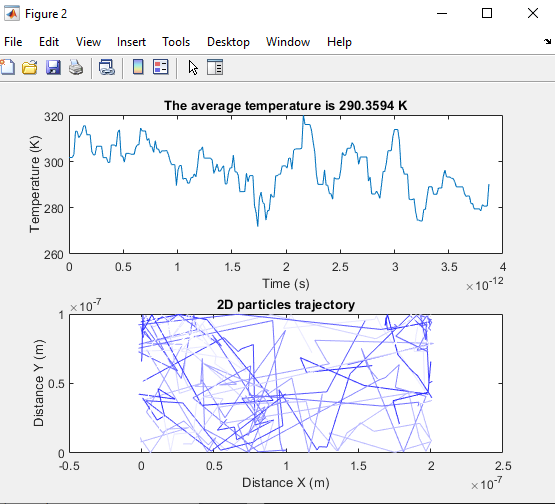 Figure 2
File Edit View Insert Tools Desktop Window Help
The average temperature is 290.3594 K
320
300
280
260
Temperature (K)
0 0.5 1 1.5 2 2.5 3 3.5 4
Time (s)
×10-12
2D particles trajectory
×10-7
1
0.5
0
Distance Y (m)
-0.5 0 0.5 1 1.5 2 2.5
Distance X (m)
×10-7